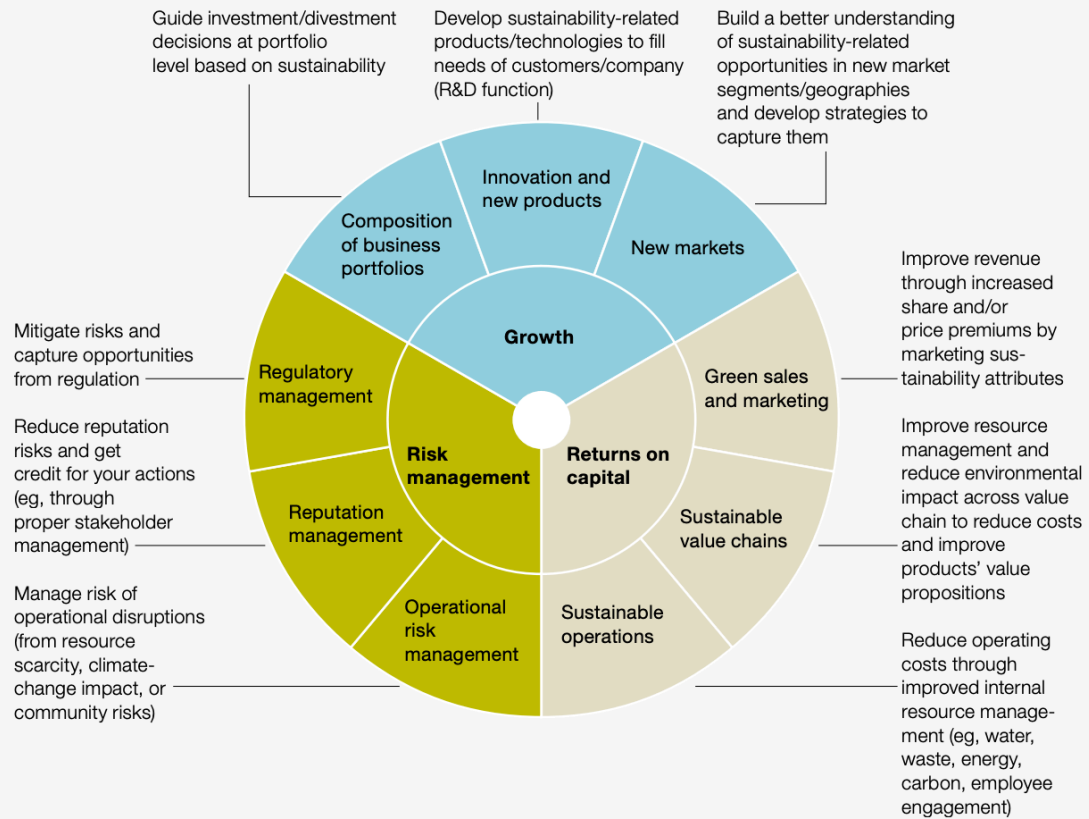 Guide investment/divestment
decisions at portfolio
level based on sustainability
Develop sustainability-related
products/technologies to fill
needs of customers/company
(R&D function)
Build a better understanding
of sustainability-related
opportunities in new market
segments/geographies
and develop strategies to
capture them
Composition
of business
portfolios
Innovation and
new products
New markets
Growth
Mitigate risks and
capture opportunities
from regulation
Reduce reputation
risks and get
credit for your actions
(eg, through
proper stakeholder
management)
Manage risk of
operational disruptions
(from resource
scarcity, climate-
change impact, or
community risks)
Regulatory
management
Reputation
management
Operational
risk
management
Risk
management
Returns on
capital
Green sales
and marketing
Sustainable
value chains
Sustainable
operations
Improve revenue
through increased
share and/or
price premiums by
marketing sus-
tainability attributes
Improve resource
management and
reduce environmental
impact across value
chain to reduce costs
and improve
products’ value
propositions
Reduce operating
costs through
improved internal
resource manage-
ment (eg, water,
waste, energy,
carbon, employee
engagement)